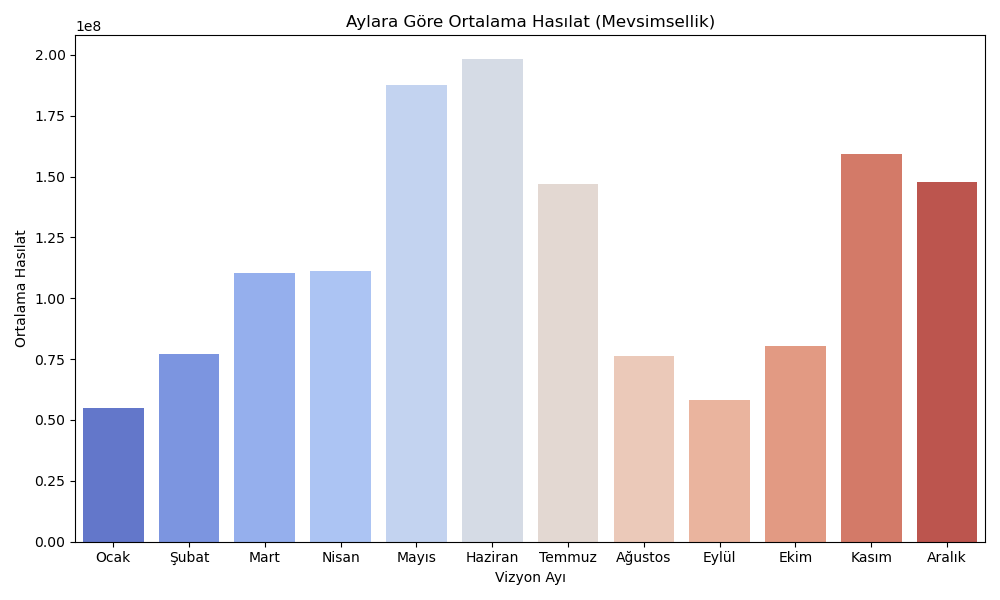 Aylara Göre Ortalama Hasılat (Mevsimsellik)
1e8
2.00
1.75
1.50
1.25
1.00
0.75
0.50
0.25
0.00
Ortalama Hasılat
Ocak Şubat Mart Nisan Mayıs Haziran Temmuz Ağustos Eylül Ekim Kasım Aralık
Vizyon Ayı